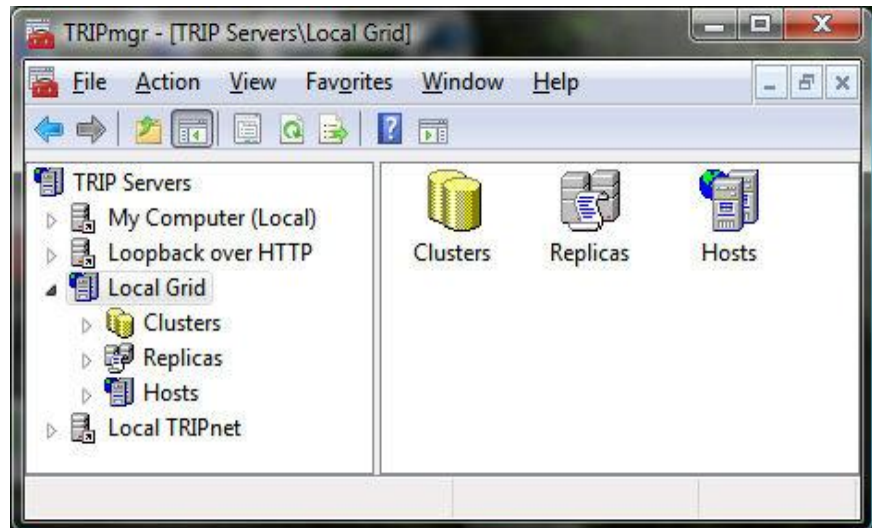 TRIPmgr - [TRIP Servers\Local Grid]
File Action View Favorites Window Help
TRIP Servers
My Computer (Local)
Loopback over HTTP
Local Grid
Clusters
Replicas
Hosts
Local TRIPnet
Clusters Replicas Hosts